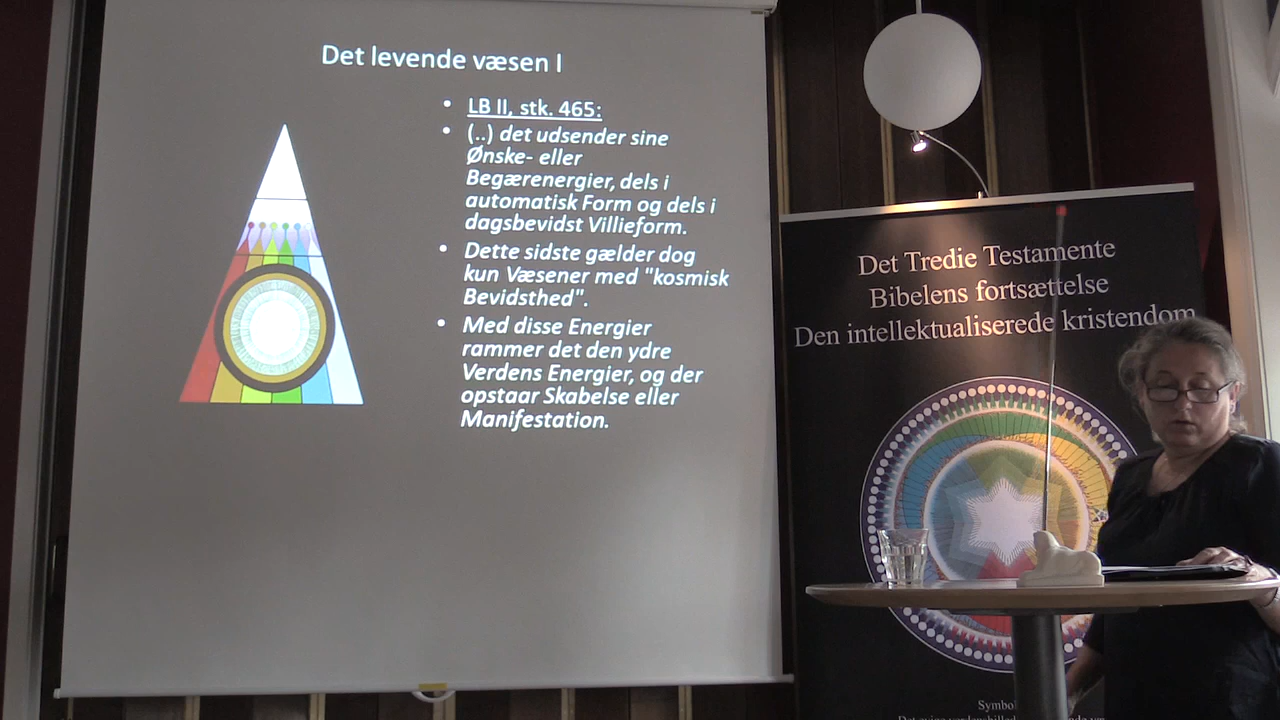 Det levende væsen I
• LB II, stk. 465:
• (..) det udsender sine
Ønske- eller
Begærenergier, dels i
automatisk Form og dels i
dagsbevidst Villieform.
• Dette sidste gælder dog
kun Væsener med "kosmisk
Bevidsthed".
• Med disse Energier
rammer det den ydre
Verdens Energier, og der
opstaar Skabelse eller
Manifestation.
Det Tredie Testamente
Bibelens fortsættelse
Den intellektualiserede kristendom